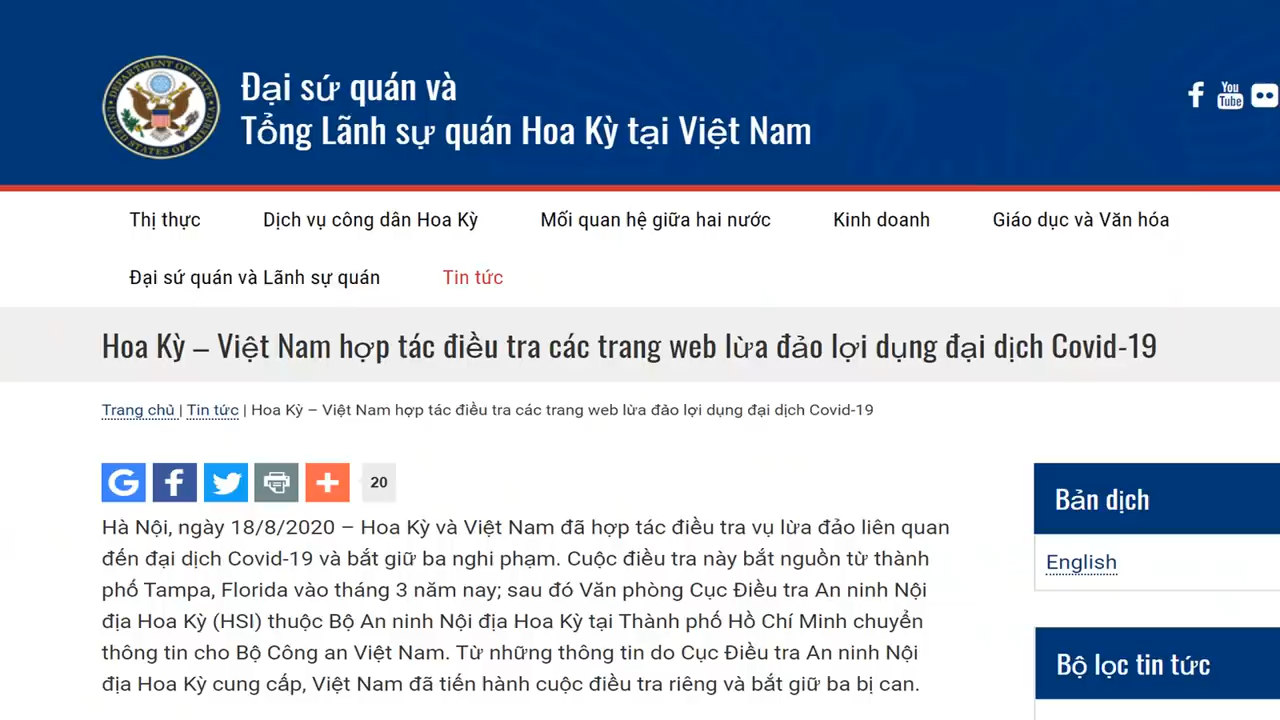 Đại sứ quán và
Tổng Lãnh sự quán Hoa Kỳ tại Việt Nam
You
Tube
Thị thực
Dịch vụ công dân Hoa Kỳ
Mối quan hệ giữa hai nước
Kinh doanh
Giáo dục và Văn hóa
Đại sứ quán và Lãnh sự quán
Tin tức
Hoa Kỳ – Việt Nam hợp tác điều tra các trang web lừa đảo lợi dụng đại dịch Covid-19
Trang chủ | Tin tức | Hoa Kỳ – Việt Nam hợp tác điều tra các trang web lừa đảo lợi dụng đại dịch Covid-19
20
Hà Nội, ngày 18/8/2020 – Hoa Kỳ và Việt Nam đã hợp tác điều tra vụ lừa đảo liên quan
đến đại dịch Covid-19 và bắt giữ ba nghi phạm. Cuộc điều tra này bắt nguồn từ thành
phố Tampa, Florida vào tháng 3 năm nay; sau đó Văn phòng Cục Điều tra An ninh Nội
địa Hoa Kỳ (HSI) thuộc Bộ An ninh Nội địa Hoa Kỳ tại Thành phố Hồ Chí Minh chuyển
thông tin cho Bộ Công an Việt Nam. Từ những thông tin do Cục Điều tra An ninh Nội
địa Hoa Kỳ cung cấp, Việt Nam đã tiến hành cuộc điều tra riêng và bắt giữ ba bị can.
Bản dịch
English
Bộ lọc tin tức
DEPARTMENT OF STATE
UNITED STATES OF AMERICA